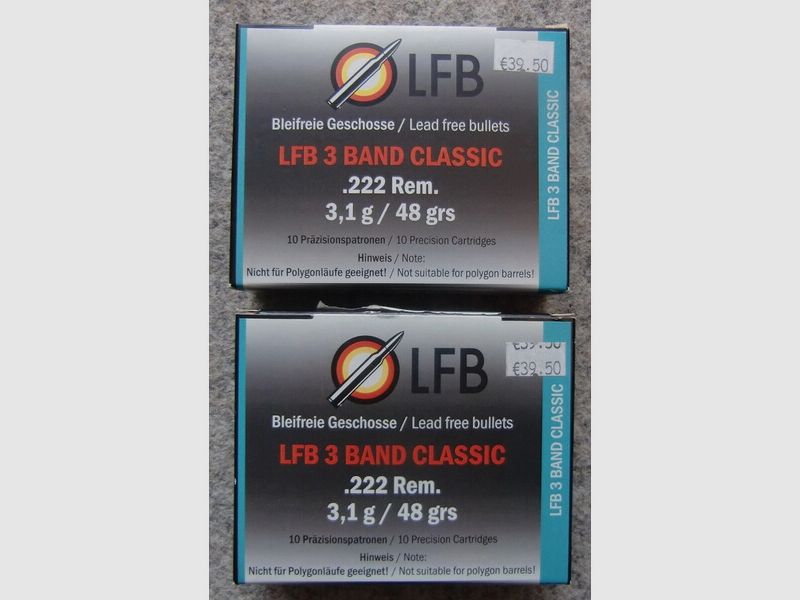 LFB
€39.50
Bleifreie Geschosse / Lead free bullets
LFB 3 BAND CLASSIC
.222 Rem.
3,1 g / 48 grs
10 Präzisionspatronen / 10 Precision Cartridges
Hinweis / Note:
Nicht für Polygonläufe geeignet! / Not suitable for polygon barrels!
LFB 3 BAND CLASSIC
LFB
€39.50
€39.50
Bleifreie Geschosse / Lead free bullets
LFB 3 BAND CLASSIC
.222 Rem.
3,1 g / 48 grs
10 Präzisionspatronen / 10 Precision Cartridges
Hinweis / Note:
Nicht für Polygonläufe geeignet! / Not suitable for polygon barrels!
LFB 3 BAND CLASSIC